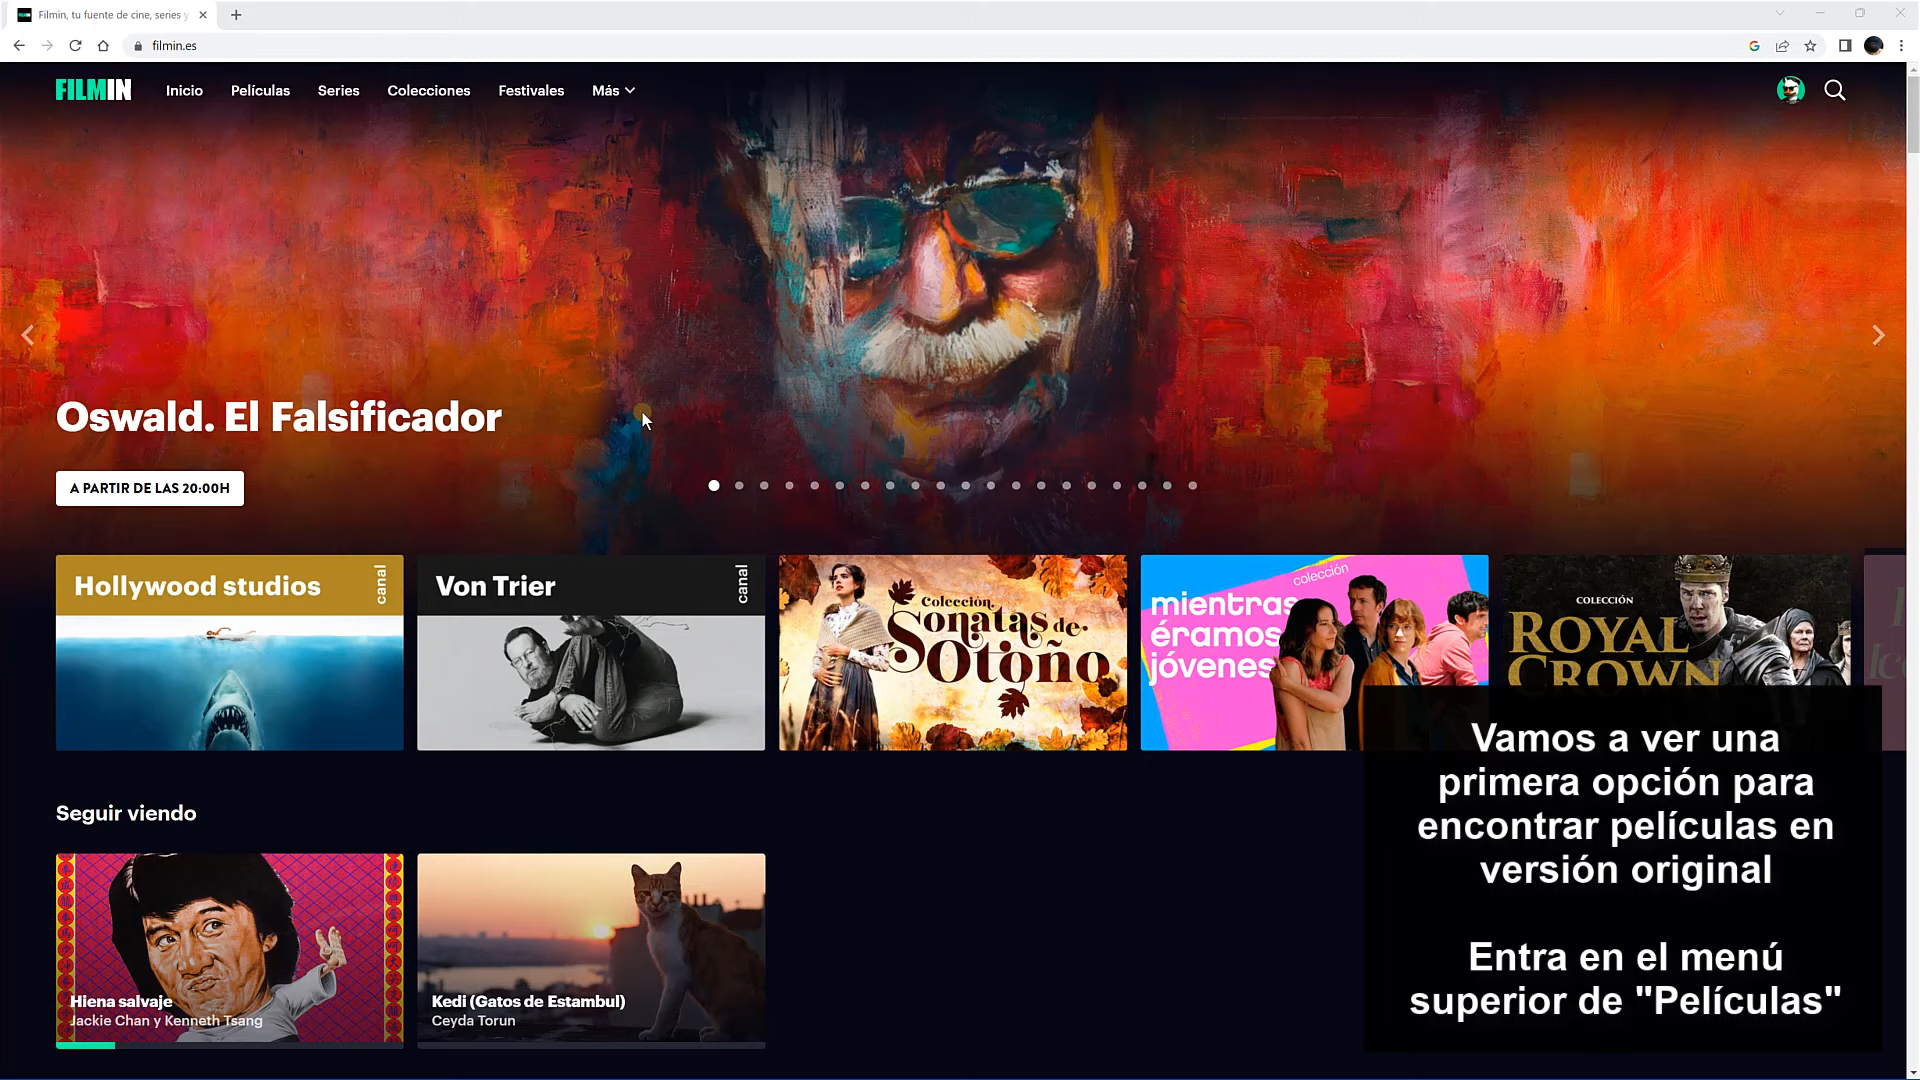 Filmin, tu fuente de cine, series y
filmin.es
FILMIN
Inicio
Películas
Series
Colecciones
Festivales
Más
Oswald. El Falsificador
A PARTIR DE LAS 20:00H
Hollywood studios
canal
Von Trier
canal
Colección
Sonatas de
Otoño
colección
mientras
éramos
jóvenes
COLECCIÓN
ROYAL
CROWN
Seguir viendo
Hiena salvaje
Jackie Chan y Kenneth Tsang
Kedi (Gatos de Estambul)
Ceyda Torun
Vamos a ver una
primera opción para
encontrar películas en
versión original
Entra en el menú
superior de "Películas"